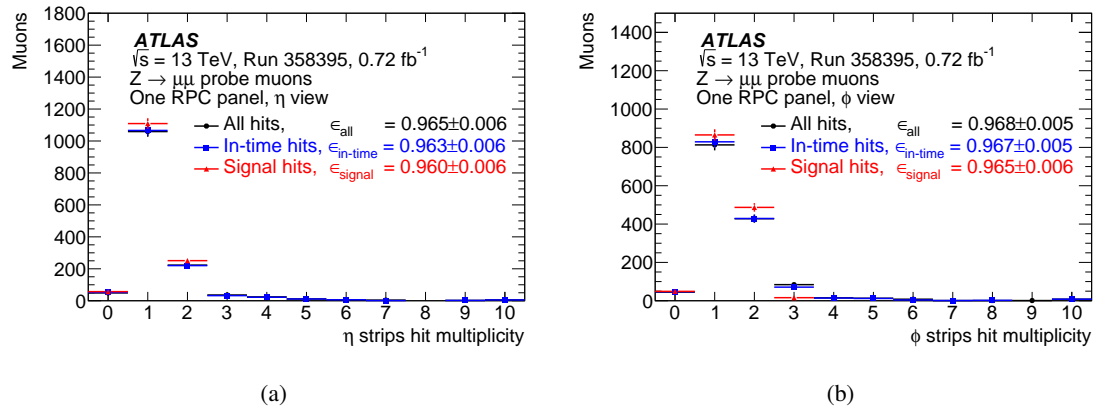 Muons
1800
1600
1400
1200
1000
800
600
400
200
0
ATLAS
√s = 13 TeV, Run 358395, 0.72 fb⁻¹
Z → μμ probe muons
One RPC panel, η view
All hits, ϵ_all = 0.965±0.006
In-time hits, ϵ_in-time = 0.963±0.006
Signal hits, ϵ_signal = 0.960±0.006
0 1 2 3 4 5 6 7 8 9 10
η strips hit multiplicity
(a)
Muons
1400
1200
1000
800
600
400
200
0
ATLAS
√s = 13 TeV, Run 358395, 0.72 fb⁻¹
Z → μμ probe muons
One RPC panel, ϕ view
All hits, ϵ_all = 0.968±0.005
In-time hits, ϵ_in-time = 0.967±0.005
Signal hits, ϵ_signal = 0.965±0.006
0 1 2 3 4 5 6 7 8 9 10
ϕ strips hit multiplicity
(b)